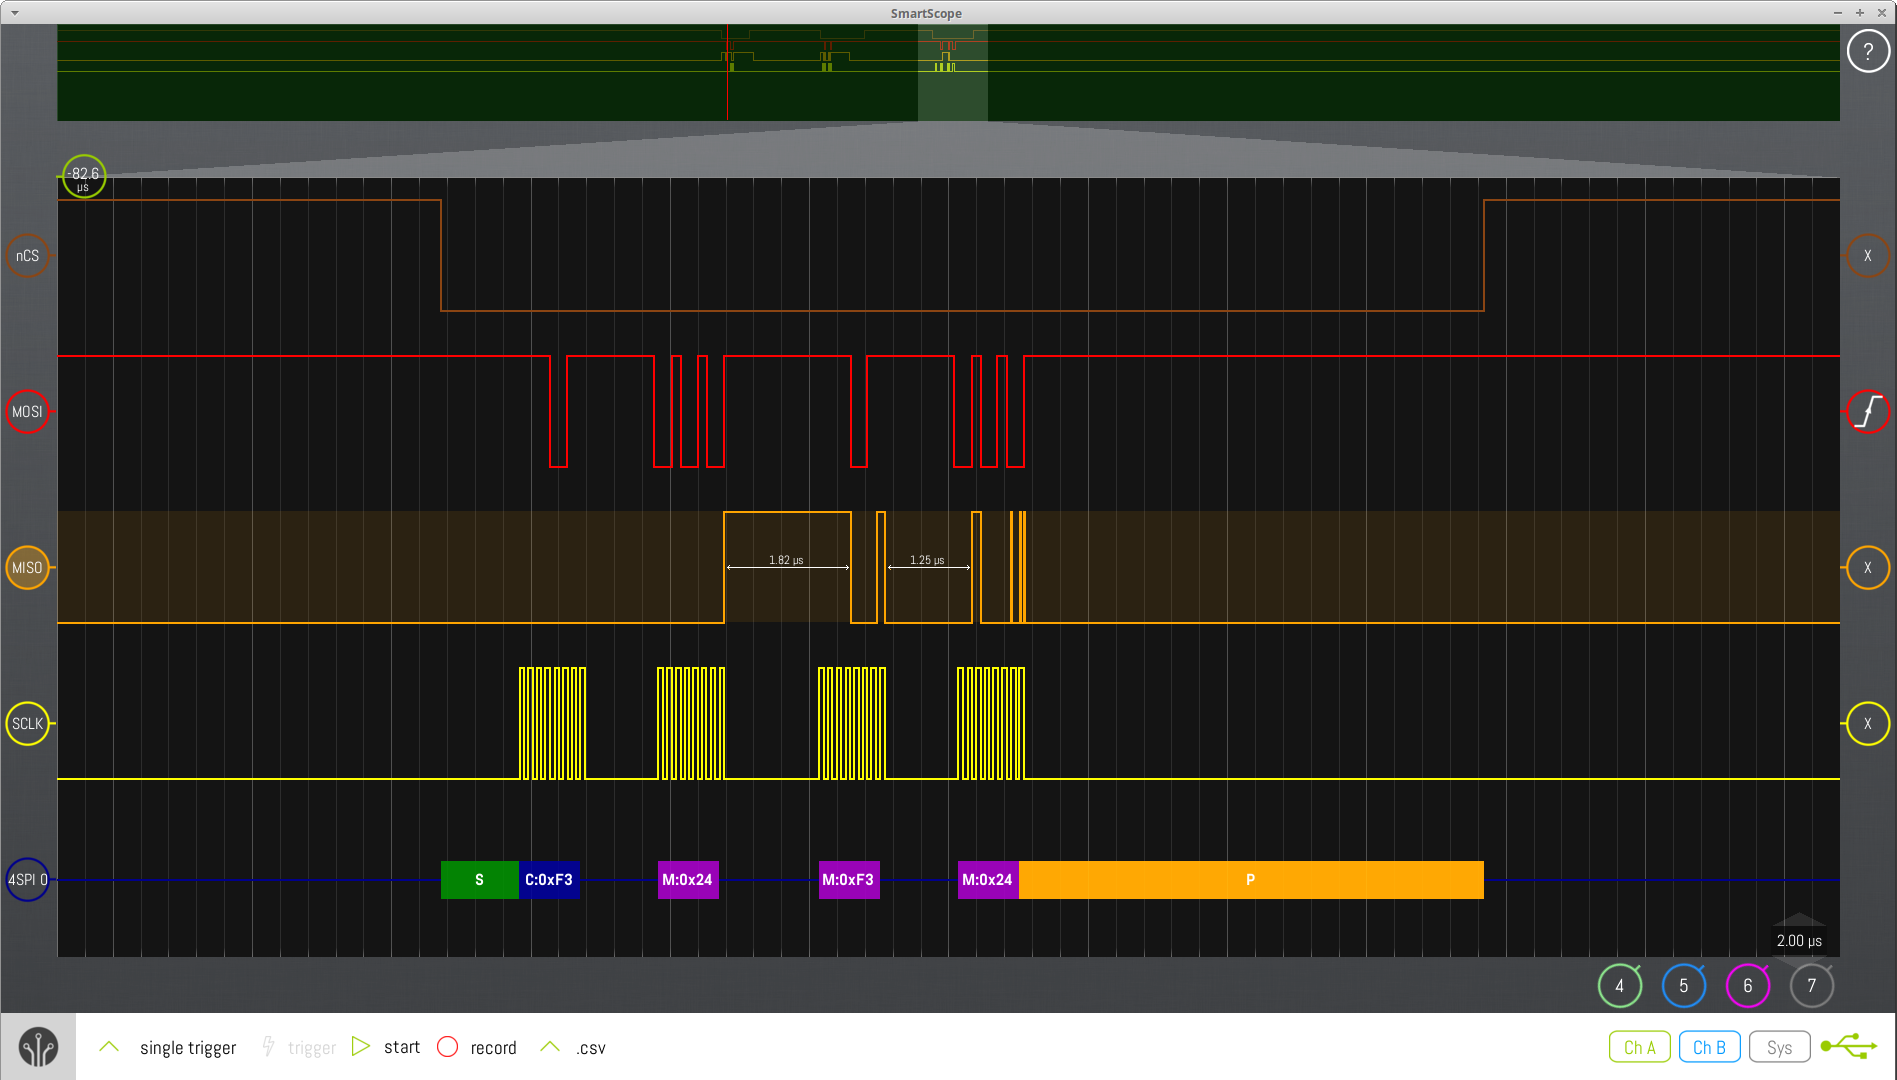 SmartScope
?
-82.6
µs
nCS
X
MOSI
1.82 µs
1.25 µs
MISO
X
SCLK
X
4SPI 0
S
C:0xF3
M:0x24
M:0xF3
M:0x24
P
2.00 µs
4
5
6
7
single trigger
trigger
start
record
.csv
Ch A
Ch B
Sys